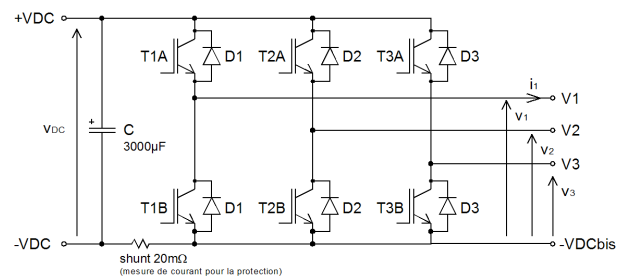 +VDC
T1A D1 T2A D2 T3A D3
i1
V1
v1
+
C
vDC
3000µF
V2
v2
V3
v3
T1B D1 T2B D2 T3B D3
-VDC
-VDCbis
shunt 20mΩ
(mesure de courant pour la protection)